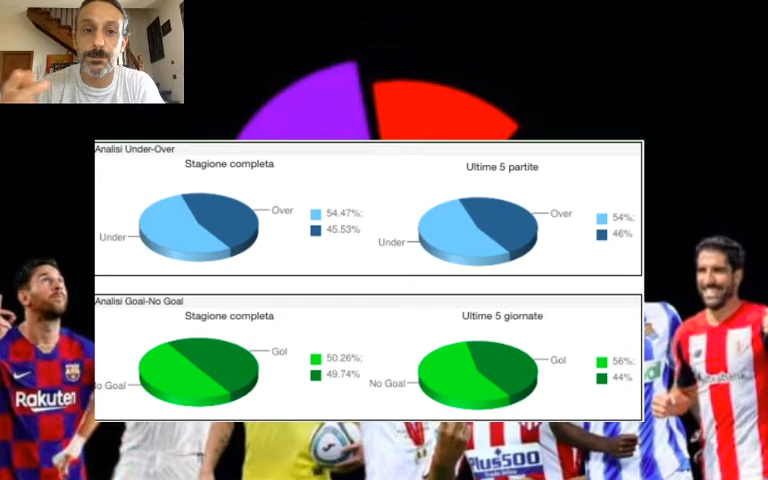 Analisi Under-Over
Stagione completa
Ultime 5 partite
Over
Under
54.47%;
45.53%
Over
Under
54%;
46%
Analisi Goal-No Goal
Stagione completa
Ultime 5 giornate
Gol
o Goal
50.26%;
49.74%
Gol
No Goal
56%;
44%
Rakuten
Plus500